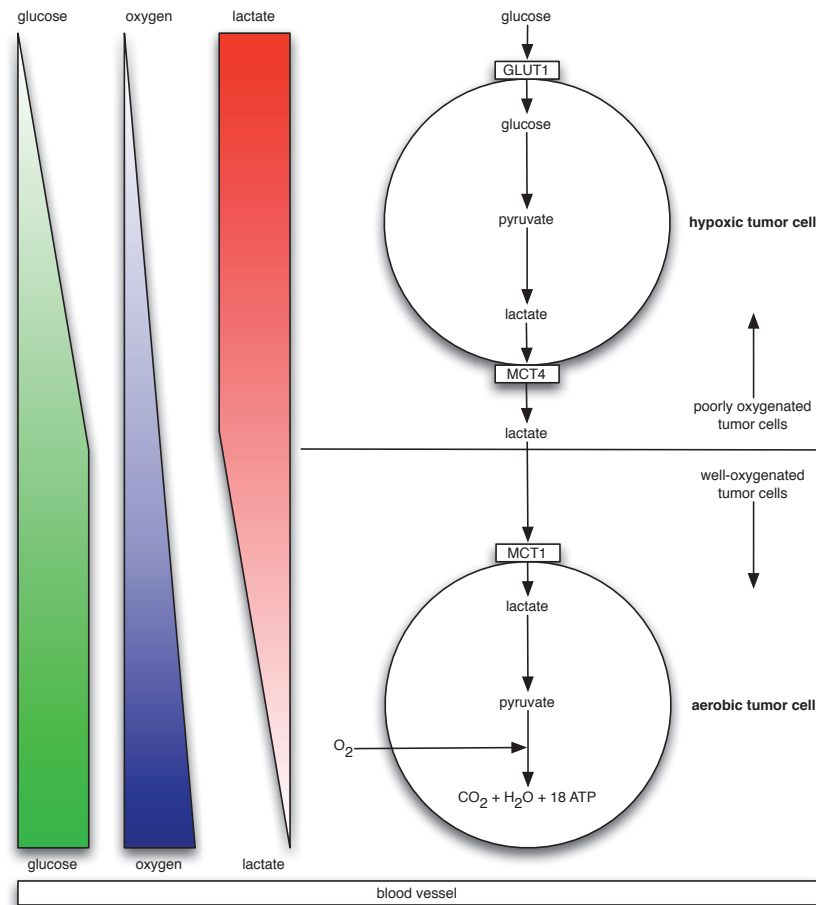 glucose
oxygen
lactate
glucose
GLUT1
glucose
pyruvate
hypoxic tumor cell
lactate
MCT4
poorly oxygenated
tumor cells
lactate
well-oxygenated
tumor cells
MCT1
lactate
pyruvate
aerobic tumor cell
O2
CO2 + H2O + 18 ATP
glucose
oxygen
lactate
blood vessel